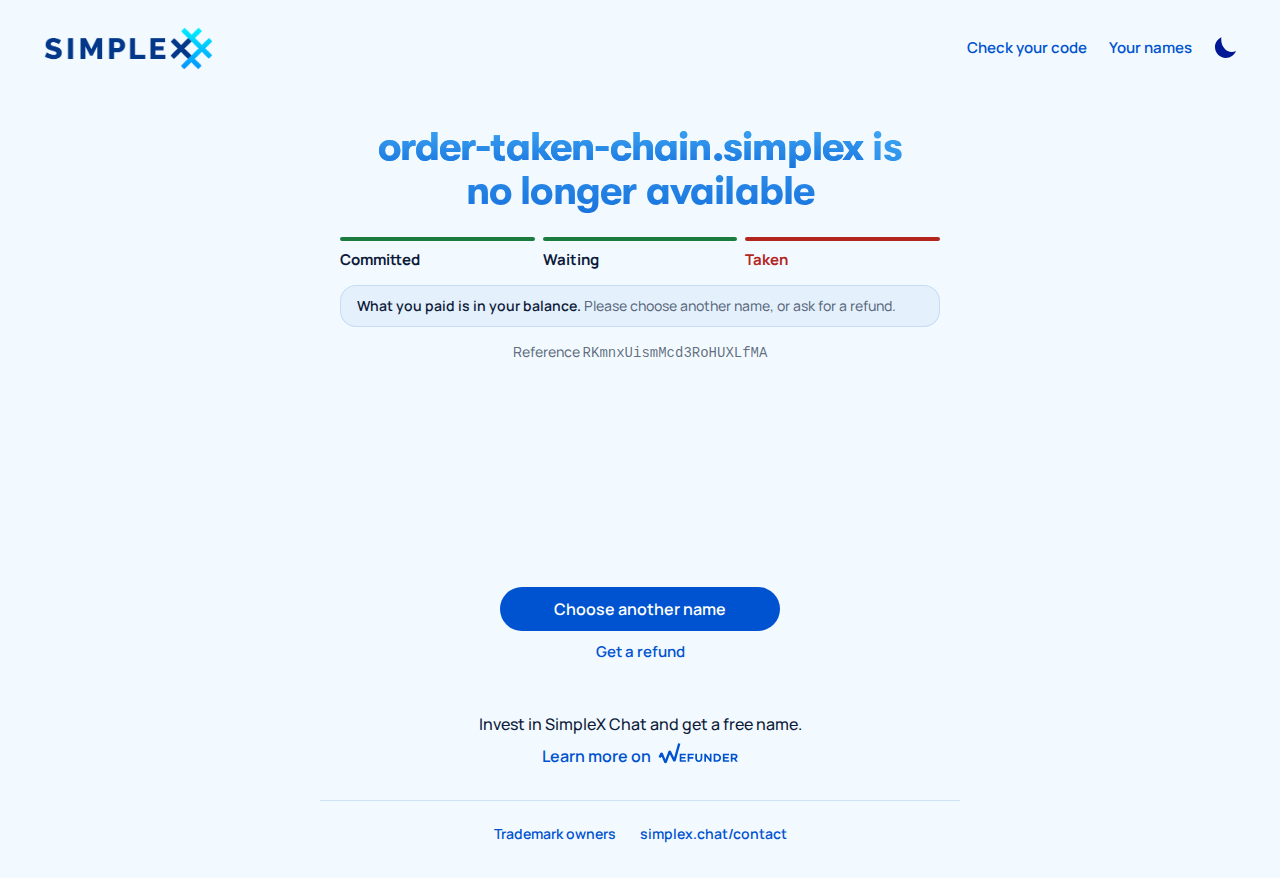 SIMPLEX
Check your code
Your names
order-taken-chain.simplex is
no longer available
Committed
Waiting
Taken
What you paid is in your balance. Please choose another name, or ask for a refund.
Reference RKmnxUismMcd3RoHUXLfMA
Choose another name
Get a refund
Invest in SimpleX Chat and get a free name.
Learn more on WEFUNDER
Trademark owners
simplex.chat/contact